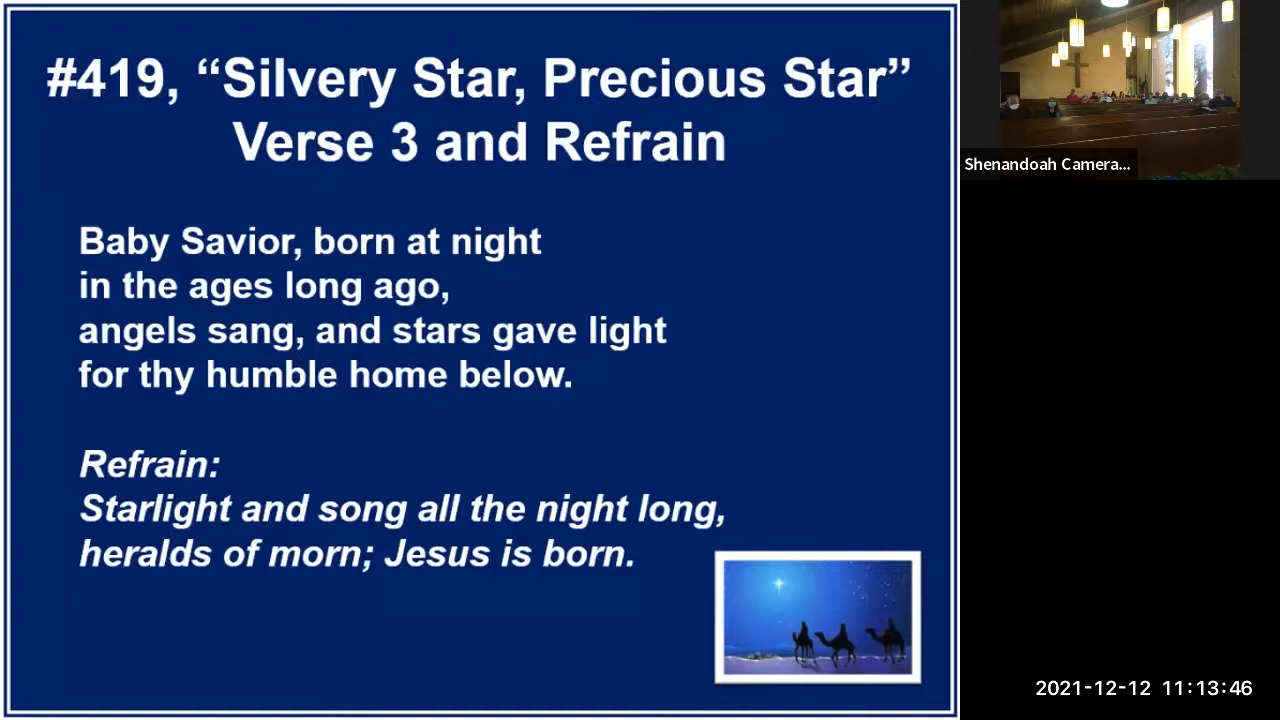 #419, “Silvery Star, Precious Star”
Verse 3 and Refrain
Baby Savior, born at night
in the ages long ago,
angels sang, and stars gave light
for thy humble home below.
Refrain:
Starlight and song all the night long,
heralds of morn; Jesus is born.
Shenandoah Camera...
2021-12-12 11:13:46